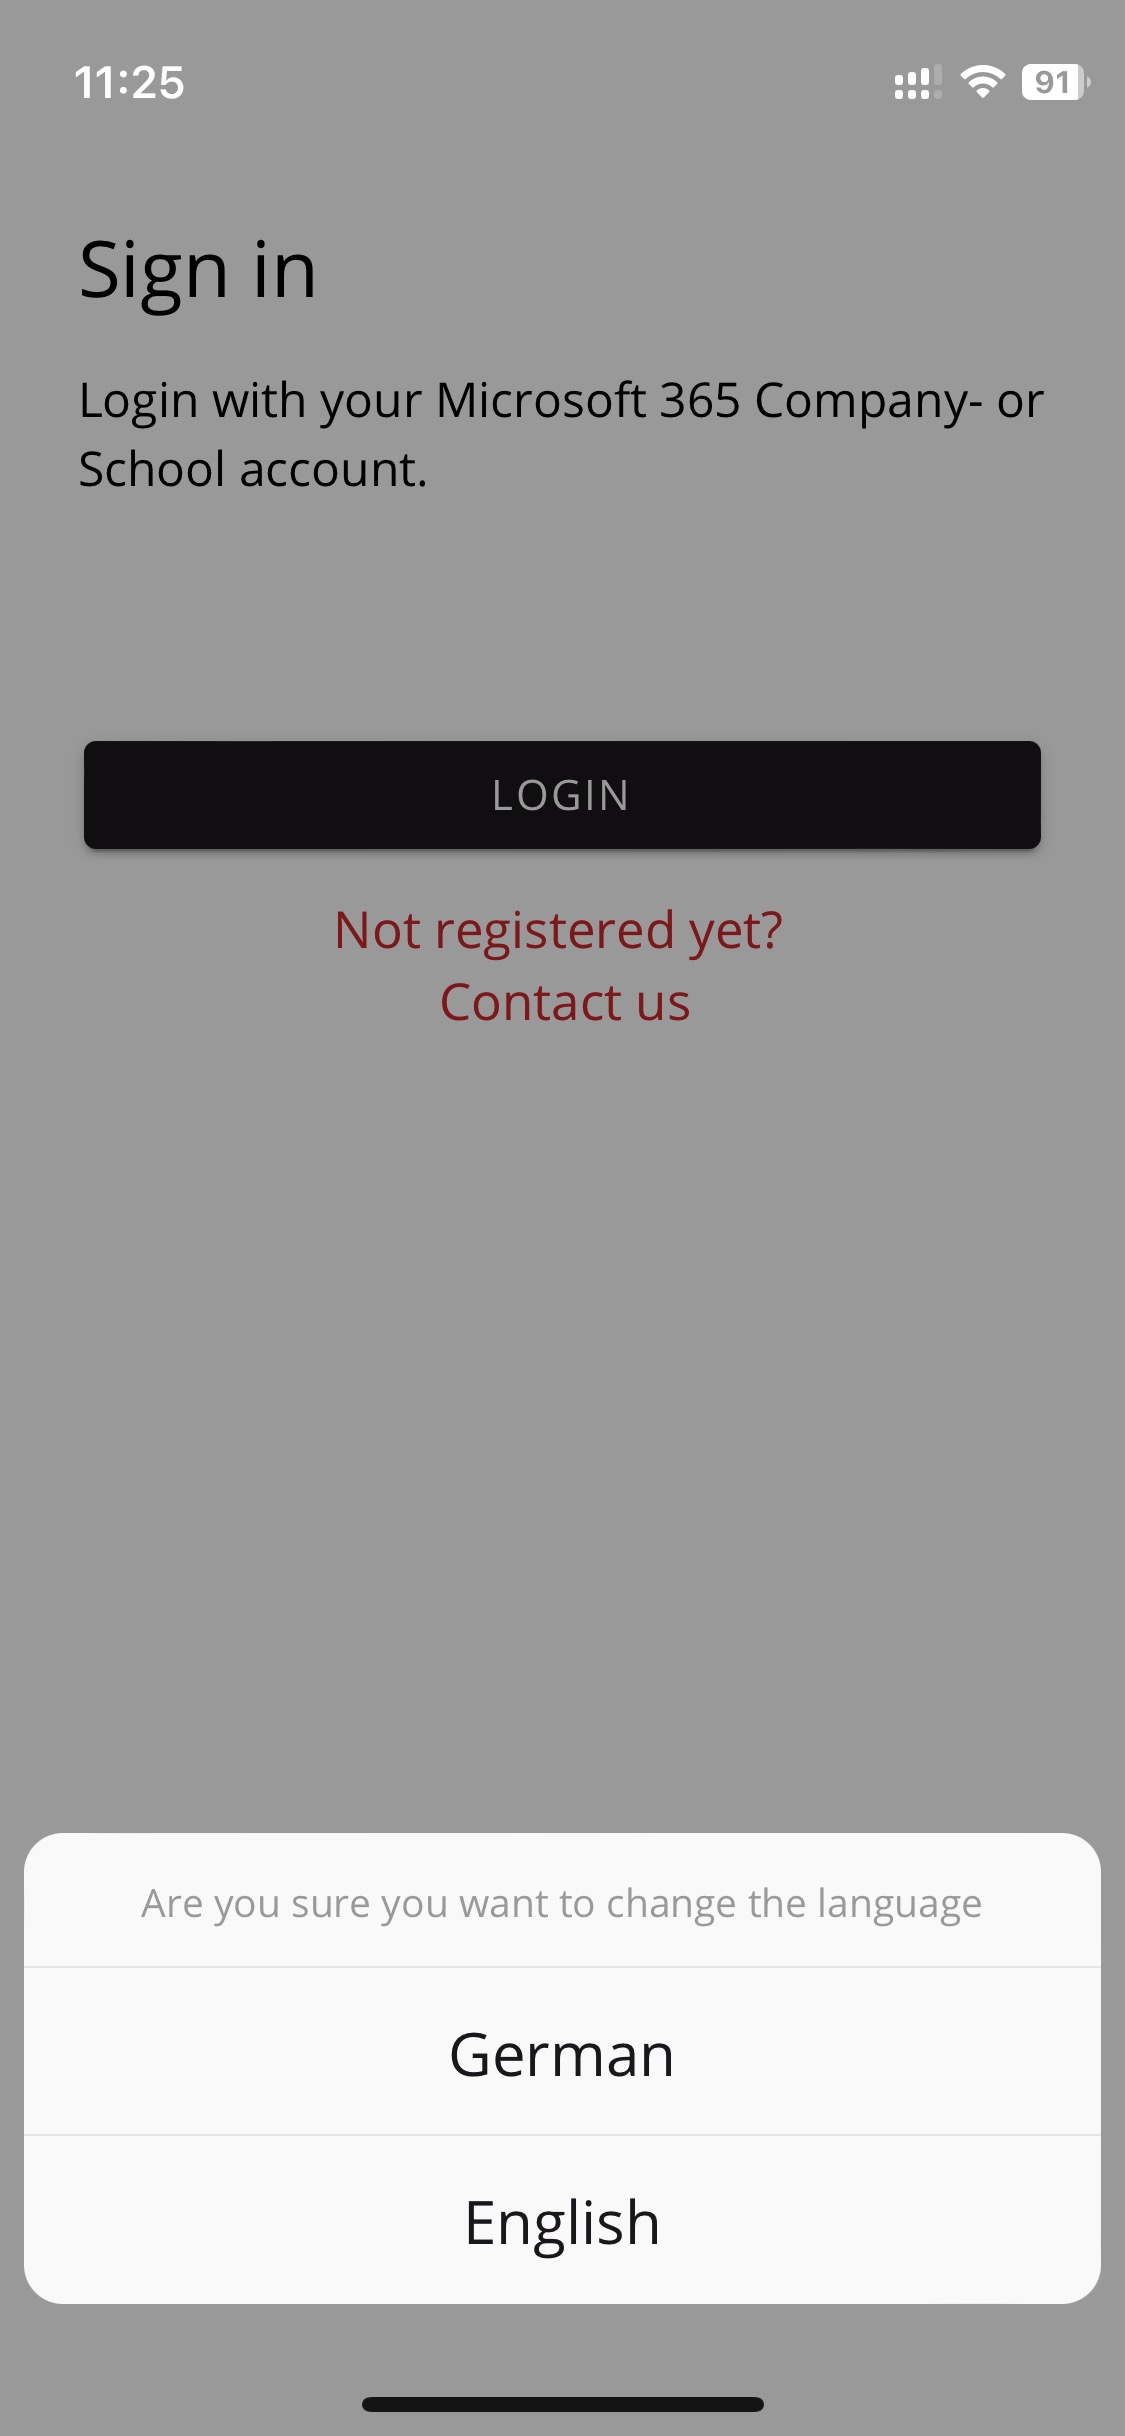 11:25
91
Sign in
Login with your Microsoft 365 Company- or
School account.
LOGIN
Not registered yet?
Contact us
Are you sure you want to change the language
German
English